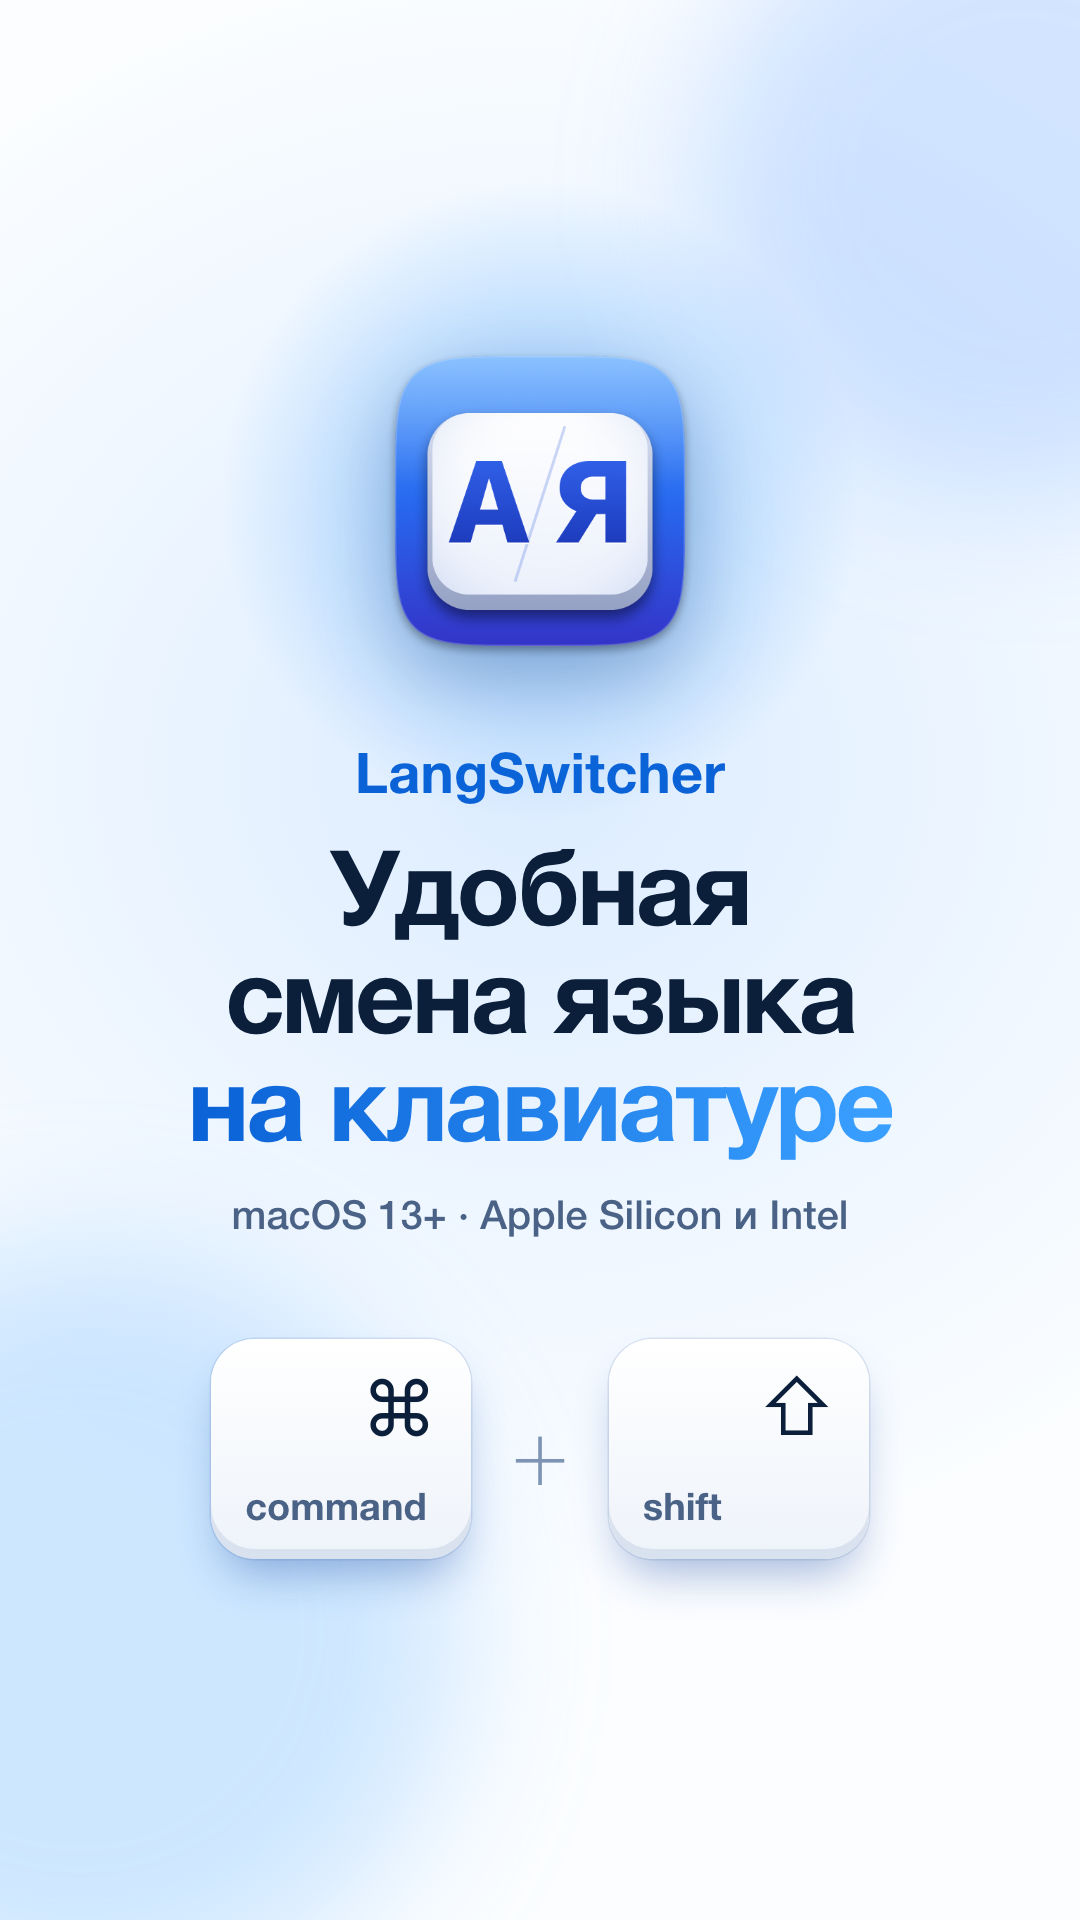 A Я
LangSwitcher
Удобная
смена языка
на клавиатуре
macOS 13+ · Apple Silicon и Intel
⌘ ⇧
+
command shift